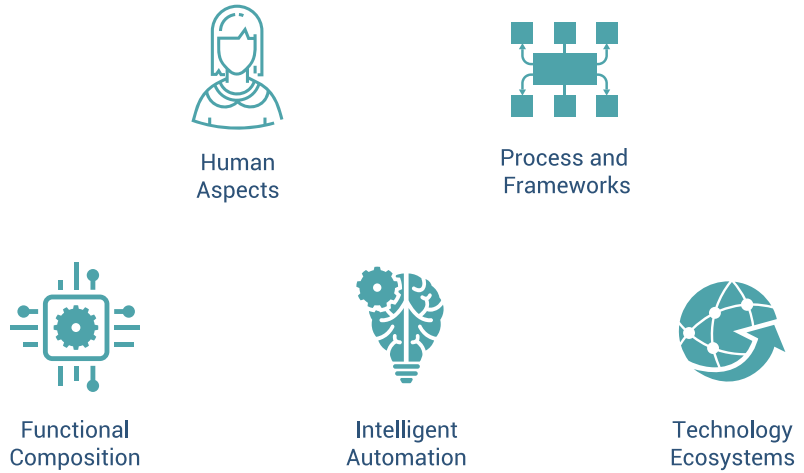 Human
Aspects
Process and
Frameworks
Functional
Composition
Intelligent
Automation
Technology
Ecosystems